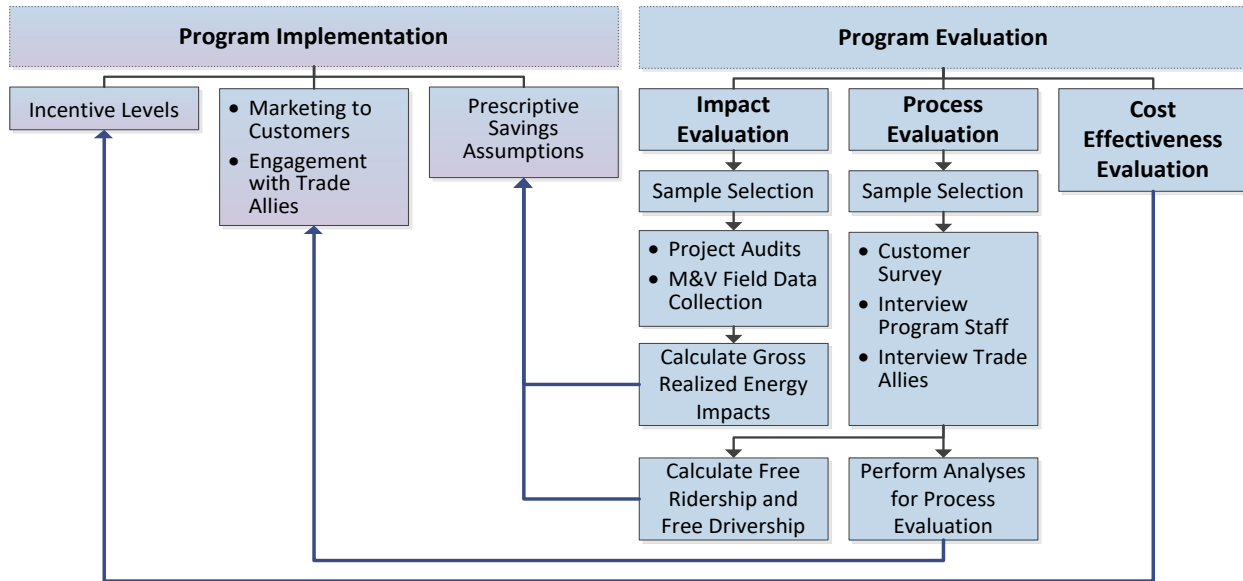 Program Implementation
Incentive Levels
• Marketing to
Customers
• Engagement
with Trade
Allies
Prescriptive
Savings
Assumptions
Program Evaluation
Impact
Evaluation
Sample Selection
• Project Audits
• M&V Field Data
Collection
Calculate Gross
Realized Energy
Impacts
Calculate Free
Ridership and
Free Drivership
Process
Evaluation
Sample Selection
• Customer
Survey
• Interview
Program Staff
• Interview Trade
Allies
Perform Analyses
for Process
Evaluation
Cost
Effectiveness
Evaluation